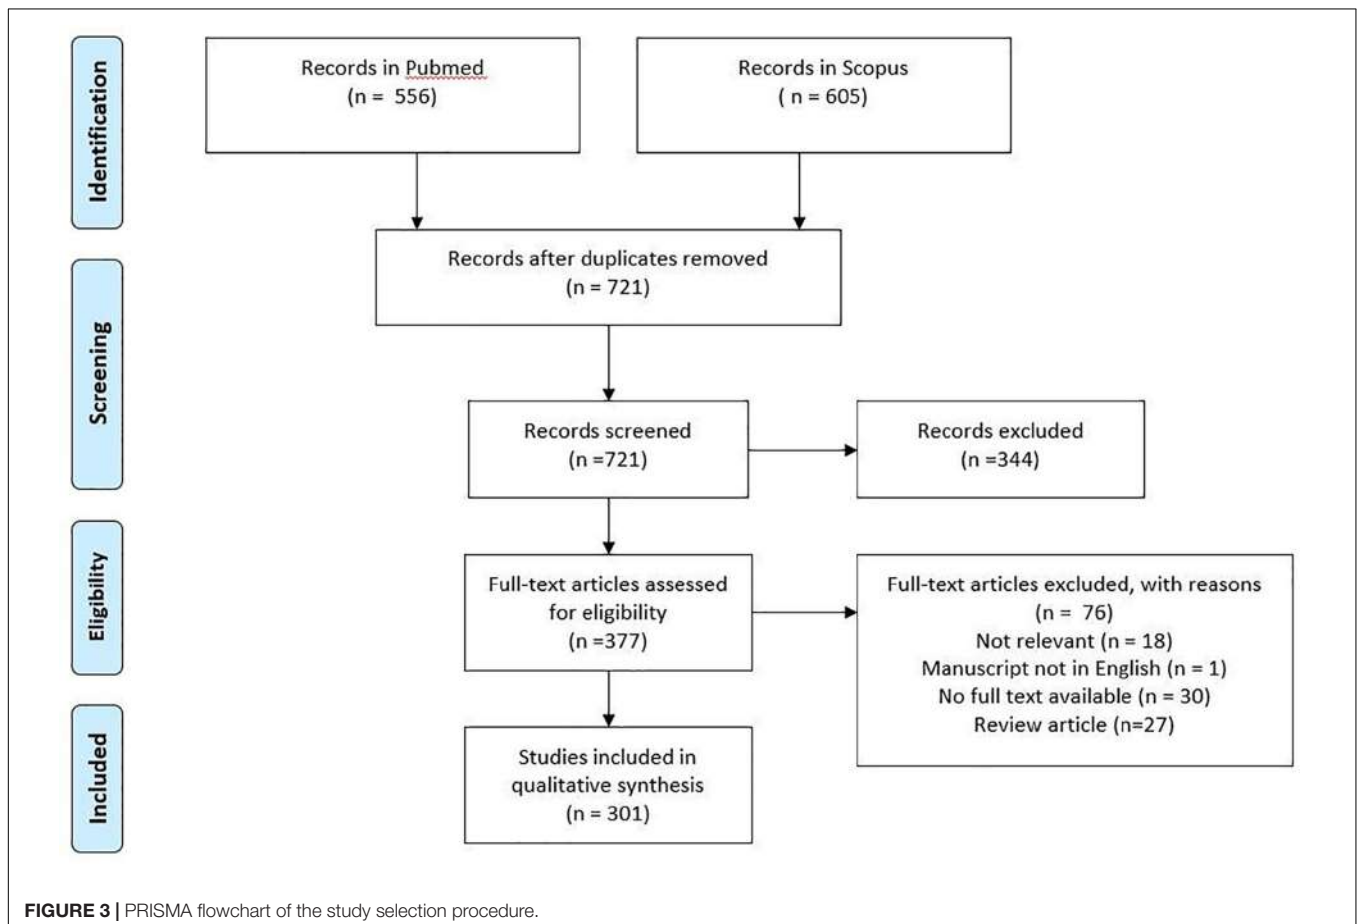 Identification
Records in Pubmed
(n =  556)
Records in Scopus
( n = 605)
Records after duplicates removed
(n = 721)
Screening
Records screened
(n =721)
Records excluded
(n =344)
Eligibility
Full-text articles assessed
for eligibility
(n =377)
Full-text articles excluded, with reasons
(n =  76)
Not relevant (n = 18)
Manuscript not in English (n = 1)
No full text available (n = 30)
Review article (n=27)
Included
Studies included in
qualitative synthesis
(n = 301)
FIGURE 3 | PRISMA flowchart of the study selection procedure.